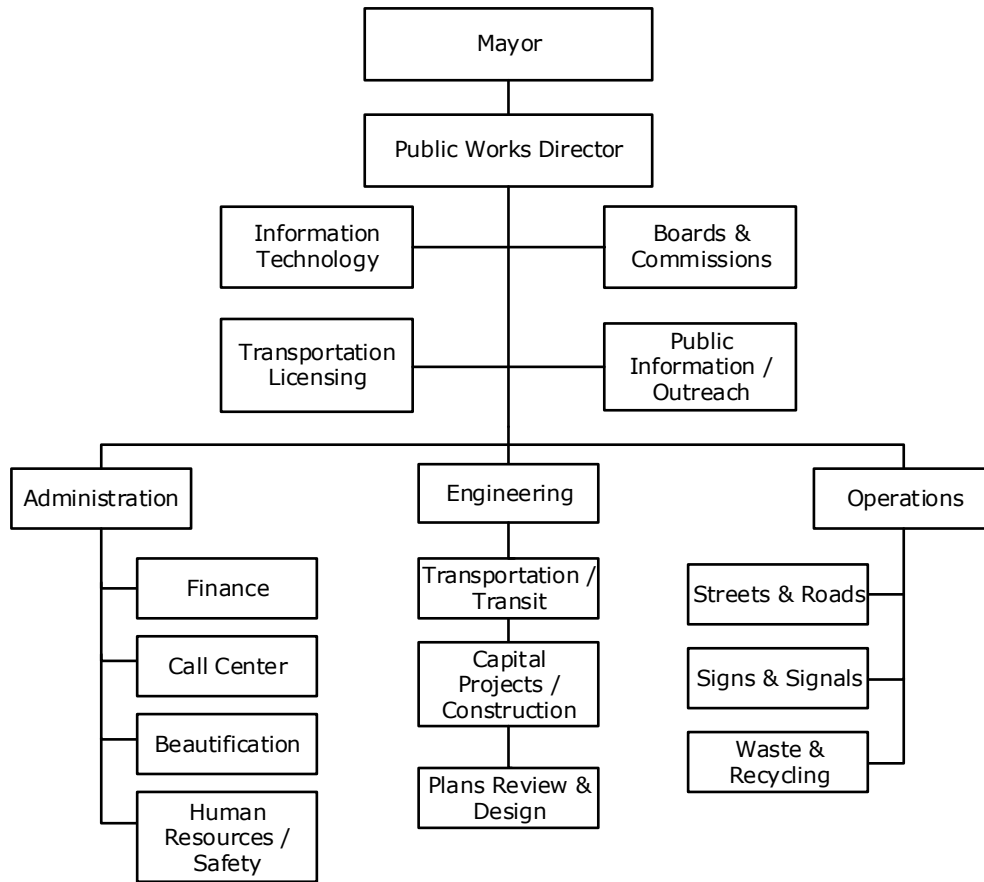 Mayor
Public Works Director
Information
Technology
Boards &
Commissions
Transportation
Licensing
Public
Information /
Outreach
Administration
Engineering
Operations
Finance
Call Center
Beautification
Human
Resources /
Safety
Transportation /
Transit
Capital
Projects /
Construction
Plans Review &
Design
Streets & Roads
Signs & Signals
Waste &
Recycling